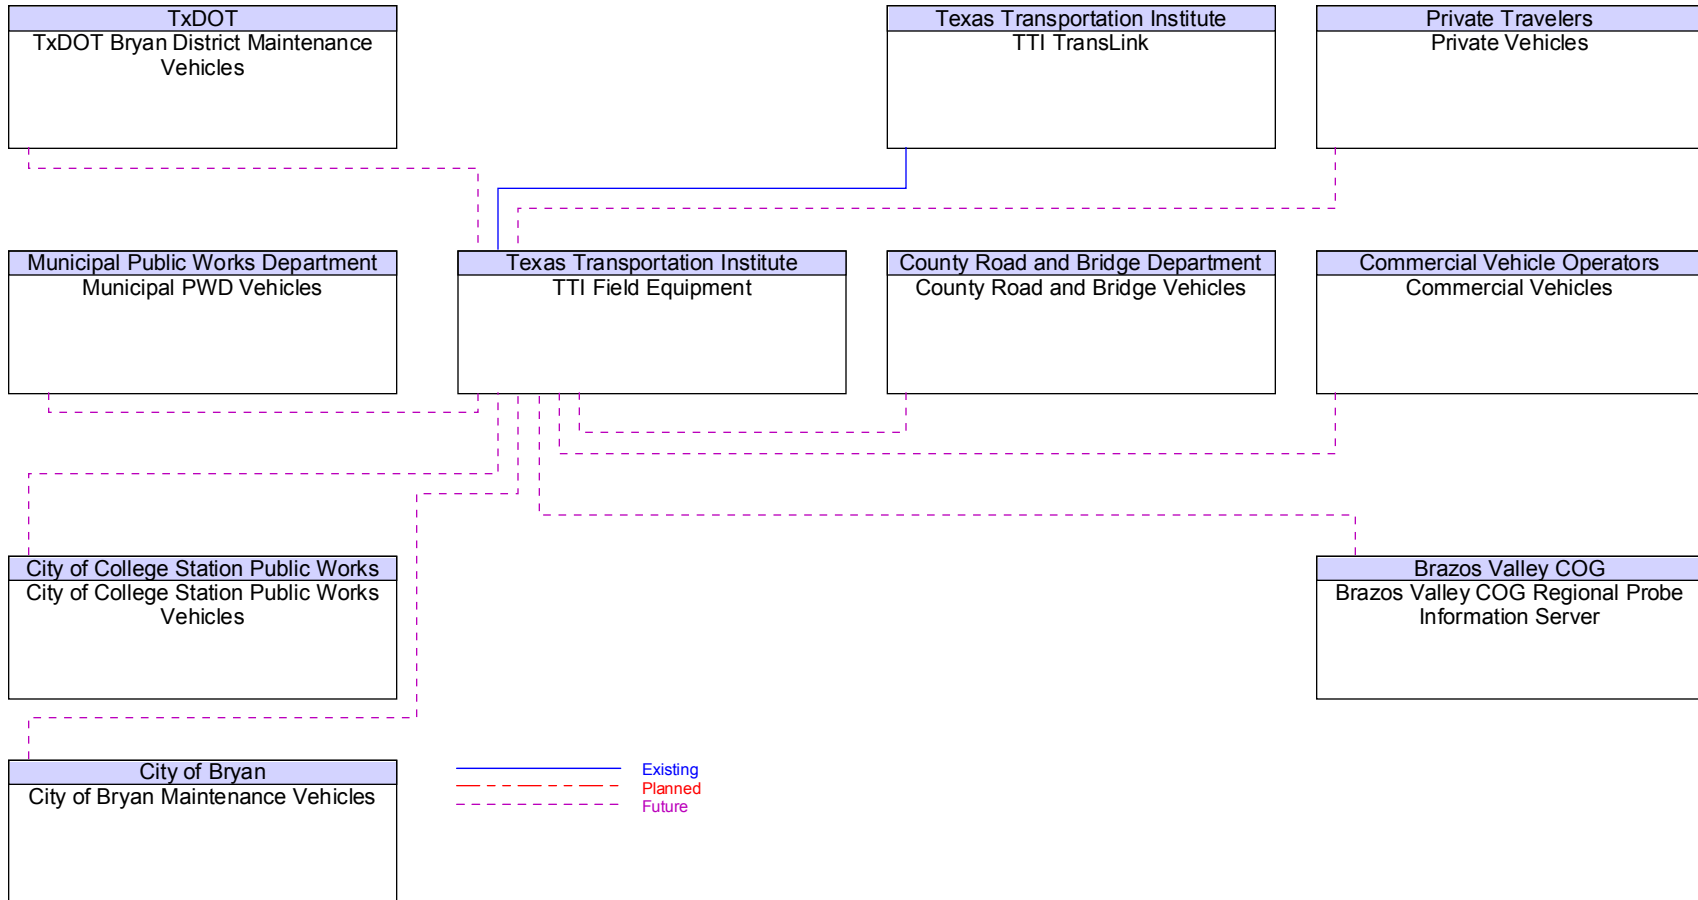 TxDOT
TxDOT Bryan District Maintenance
Vehicles
Texas Transportation Institute
TTI TransLink
Private Travelers
Private Vehicles
Municipal Public Works Department
Municipal PWD Vehicles
Texas Transportation Institute
TTI Field Equipment
County Road and Bridge Department
County Road and Bridge Vehicles
Commercial Vehicle Operators
Commercial Vehicles
City of College Station Public Works
City of College Station Public Works
Vehicles
Brazos Valley COG
Brazos Valley COG Regional Probe
Information Server
City of Bryan
City of Bryan Maintenance Vehicles
Existing
Planned
Future